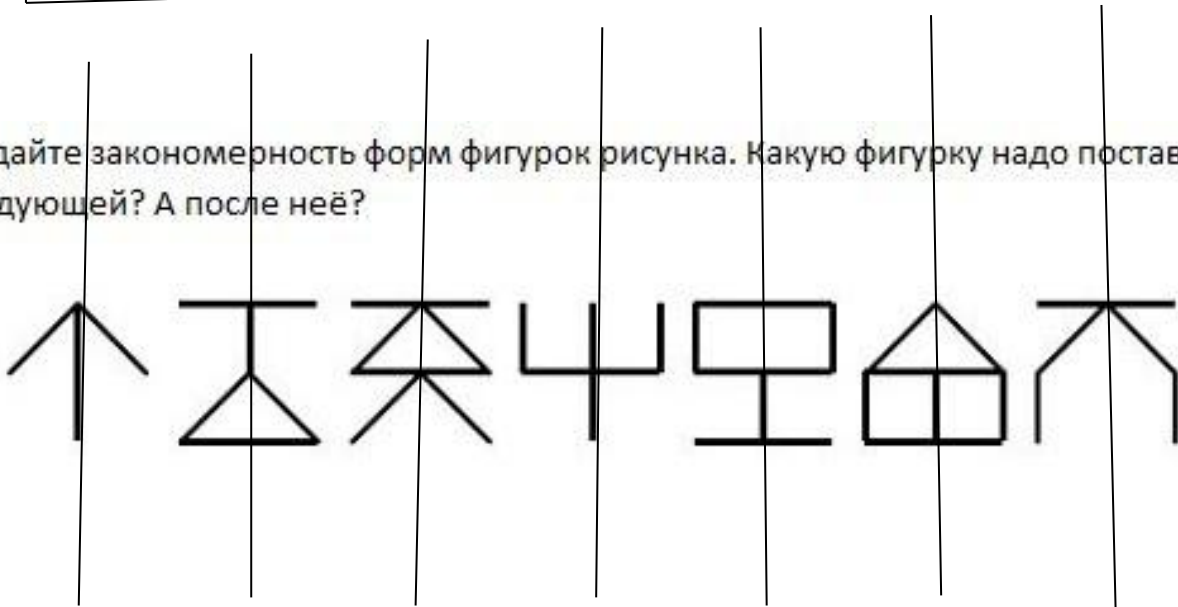 дайте закономерность форм фигурок рисунка. Какую фигурку надо постав
дующей? А после неё?